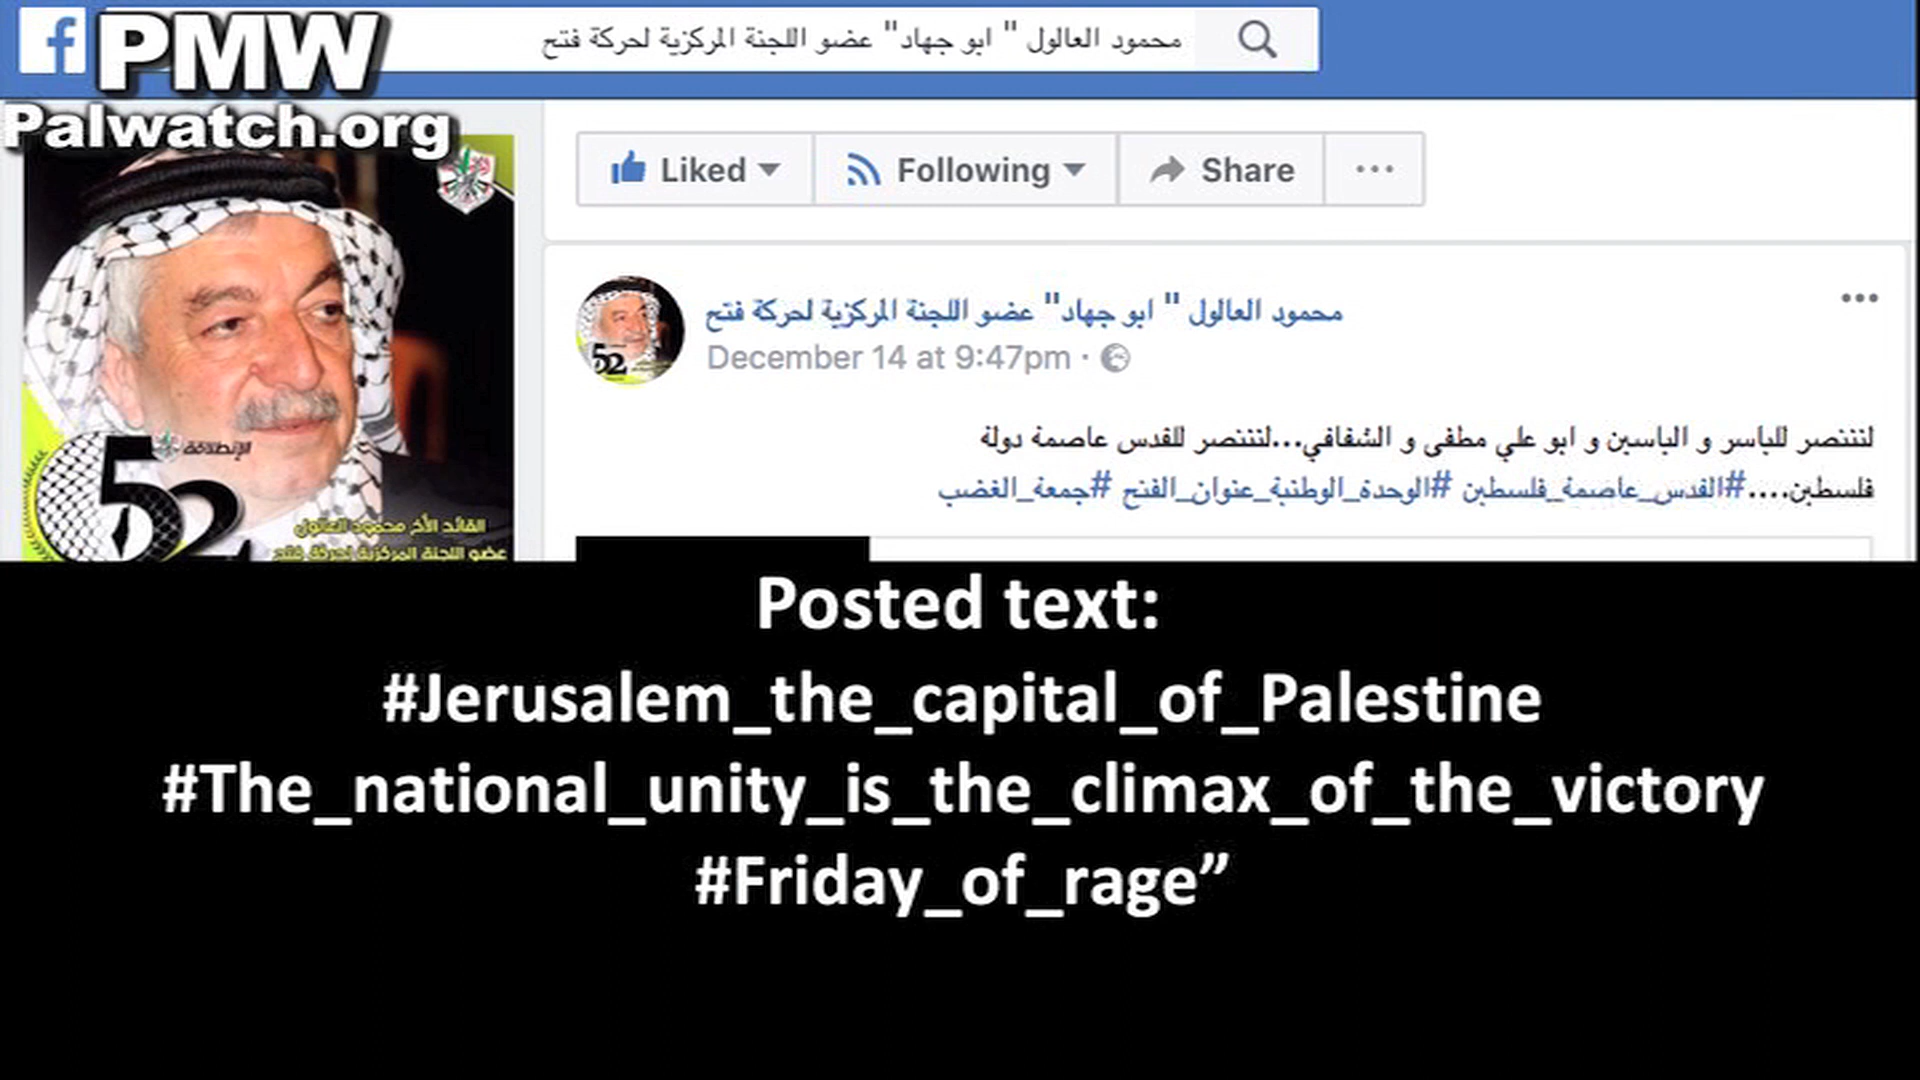 PMW
Palwatch.org
محمود العالول " ابو جهاد" عضو اللجنة المركزية لحركة فتح
Liked
Following
Share
محمود العالول " ابو جهاد" عضو اللجنة المركزية لحركة فتح
December 14 at 9:47pm
لننتصر للياسر و الياسين و ابو علي مطفى و الشقاقي...لننتصر للقدس عاصمة دولة
فلسطين....#القدس_عاصمة_فلسطين #الوحدة_الوطنية_عنوان_الفتح #جمعة_الغضب
الإنطلاقة
52
القائد الأخ محمود العالول
عضو اللجنة المركزية لحركة فتح
Posted text:
#Jerusalem_the_capital_of_Palestine
#The_national_unity_is_the_climax_of_the_victory
#Friday_of_rage”